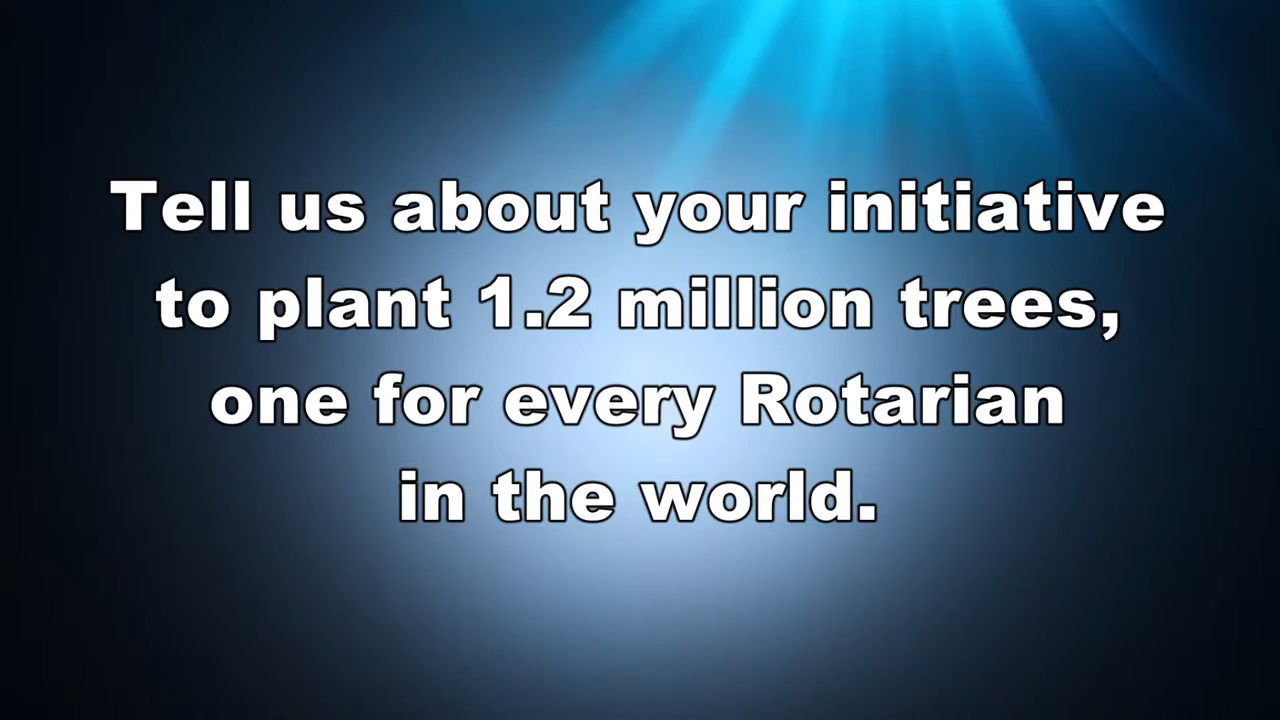 Tell us about your initiative
to plant 1.2 million trees,
one for every Rotarian
in the world.